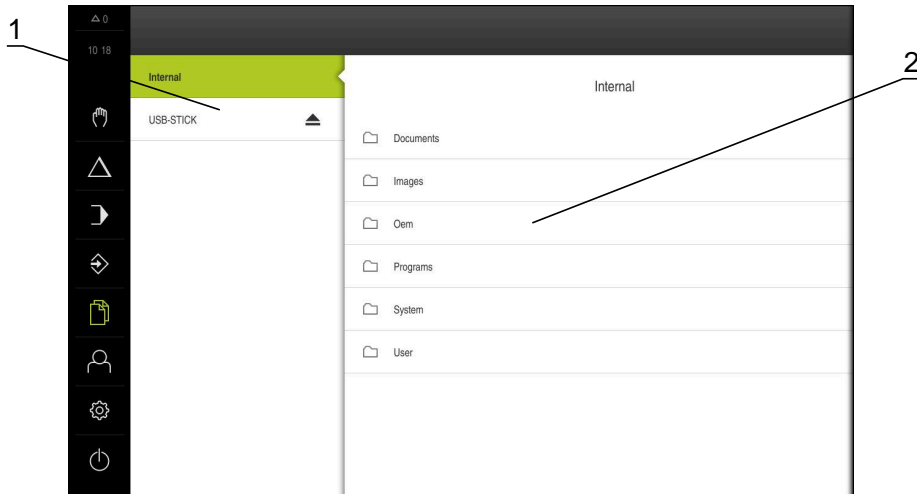 1
0
10 18
2
Internal
Internal
USB-STICK
Documents
Images
Oem
Programs
System
User